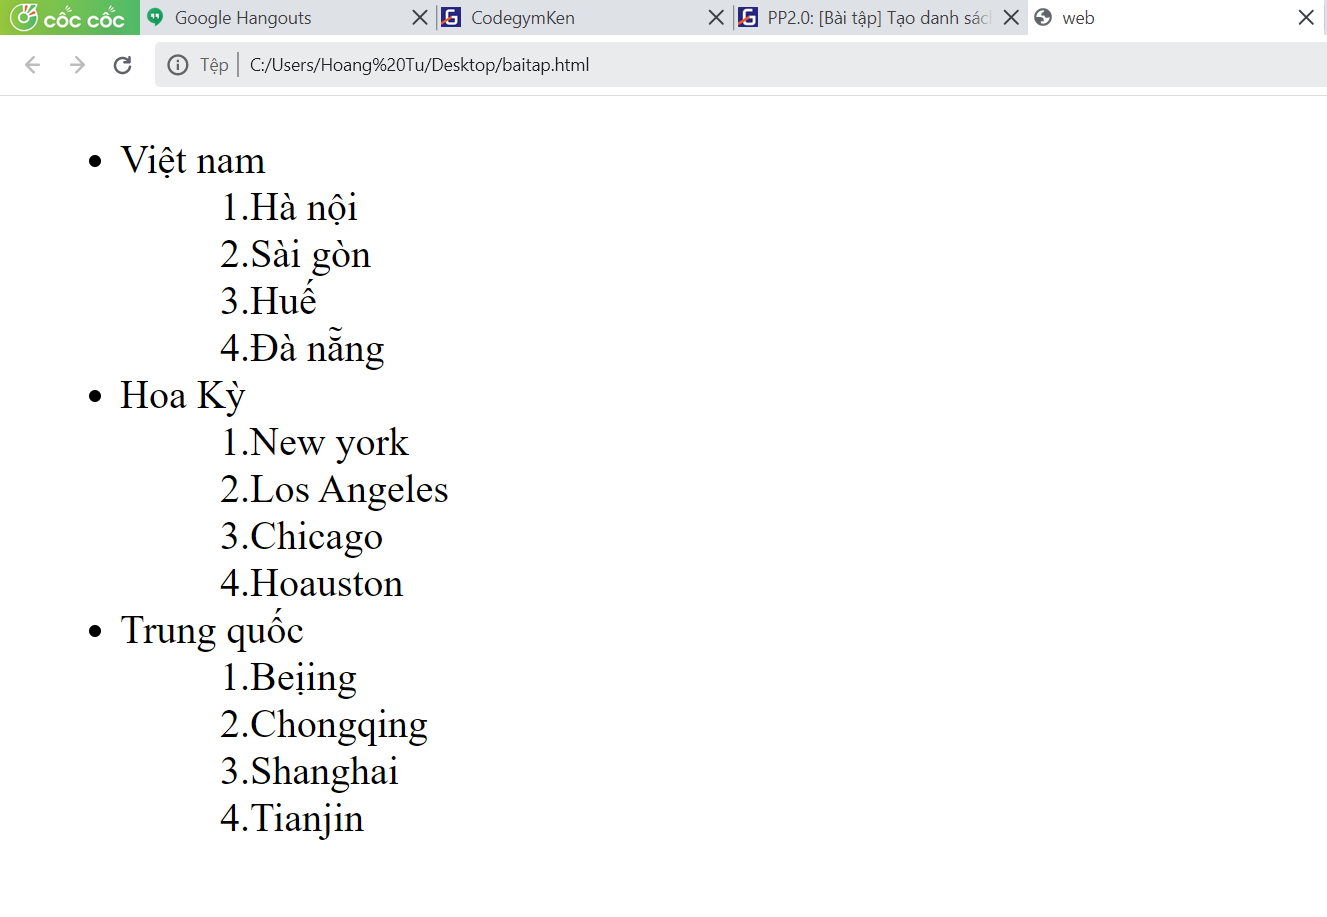 cốc cốc
Google Hangouts
CodegymKen
PP2.0: [Bài tập] Tạo danh sác
web
Tệp
C:/Users/Hoang%20Tu/Desktop/baitap.html
Việt nam
1.Hà nội
2.Sài gòn
3.Huế
4.Đà nẵng
Hoa Kỳ
1.New york
2.Los Angeles
3.Chicago
4.Hoauston
Trung quốc
1.Beịing
2.Chongqing
3.Shanghai
4.Tianjin